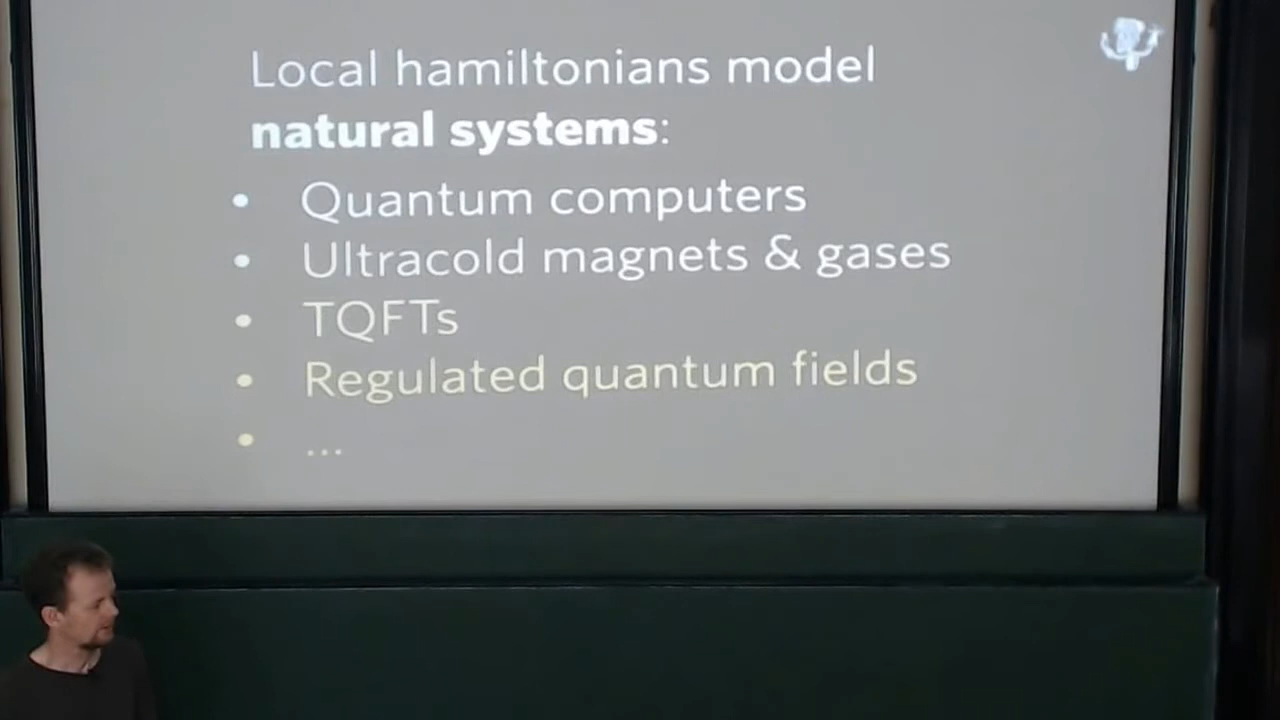 Local hamiltonians model
natural systems:
• Quantum computers
• Ultracold magnets & gases
• TQFTs
• Regulated quantum fields
• ...